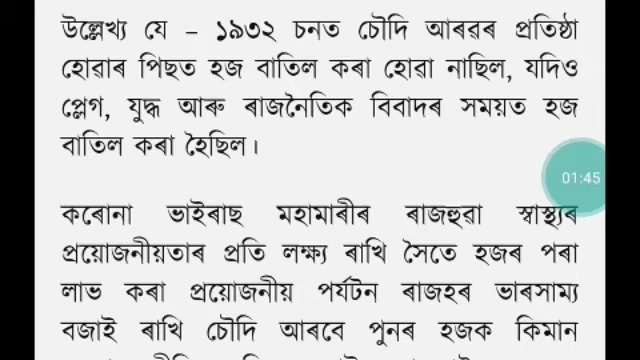 উল্লেখ্য যে – ১৯৩২ চনত চৌদি আৰৱৰ প্ৰতিষ্ঠা
হোৱাৰ পিছত হজ বাতিল কৰা হোৱা নাছিল, যদিও
প্লেগ, যুদ্ধ আৰু ৰাজনৈতিক বিবাদৰ সময়ত হজ
বাতিল কৰা হৈছিল।
01:45
কৰোনা ভাইৰাছ মহামাৰীৰ ৰাজহুৱা স্বাস্থ্যৰ
প্ৰয়োজনীয়তাৰ প্ৰতি লক্ষ্য ৰাখি সৈতে হজৰ পৰা
লাভ কৰা প্ৰয়োজনীয় পৰ্যটন ৰাজহৰ ভাৰসাম্য
বজাই ৰাখি চৌদি আৰবে পুনৰ হজক কিমান